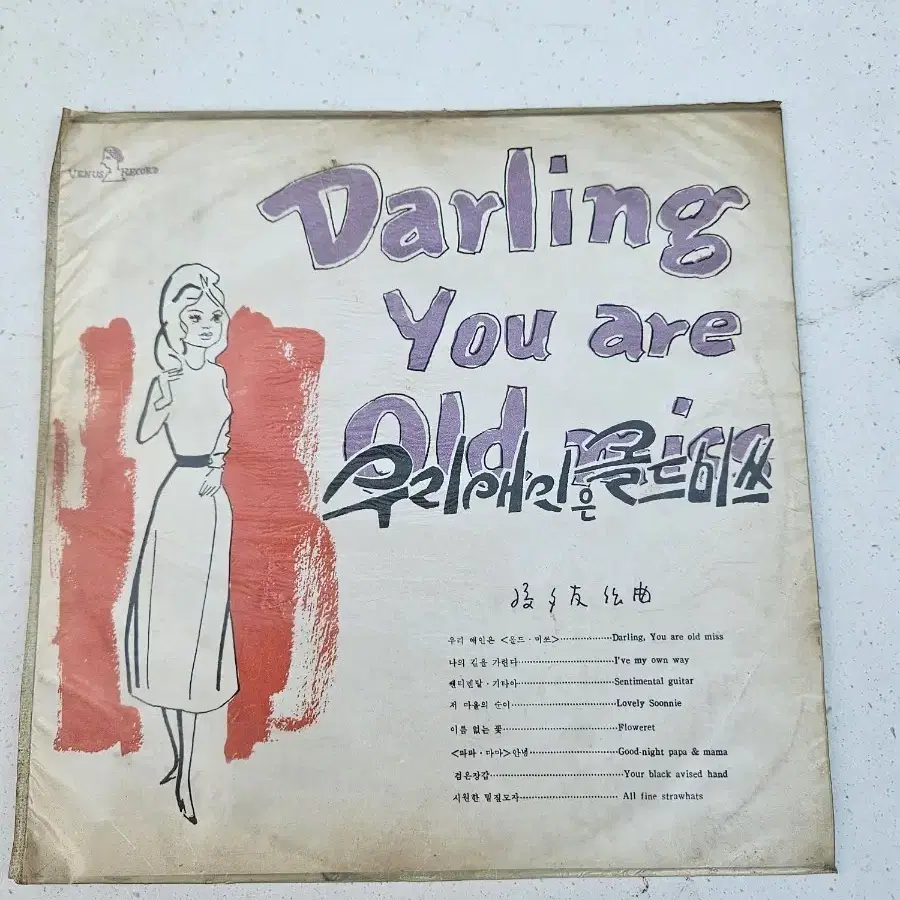 VENUS RECORD
Darling
You are
Old miss
우리애인은올드미쓰
友 曲
우리 애인은 <올드·미쓰>··················Darling, You are old miss
나의 길을 가련다··································I've my own way
쎈티멘탈·기타아··································Sentimental guitar
저 마을의 순이····································Lovely Soonnie
이름 없는 꽃······································Floweret
<파파·마마>안녕································Good-night papa & mama
검은장갑··············································Your black avised hand
시원한 밀짚모자·································· All fine strawhats